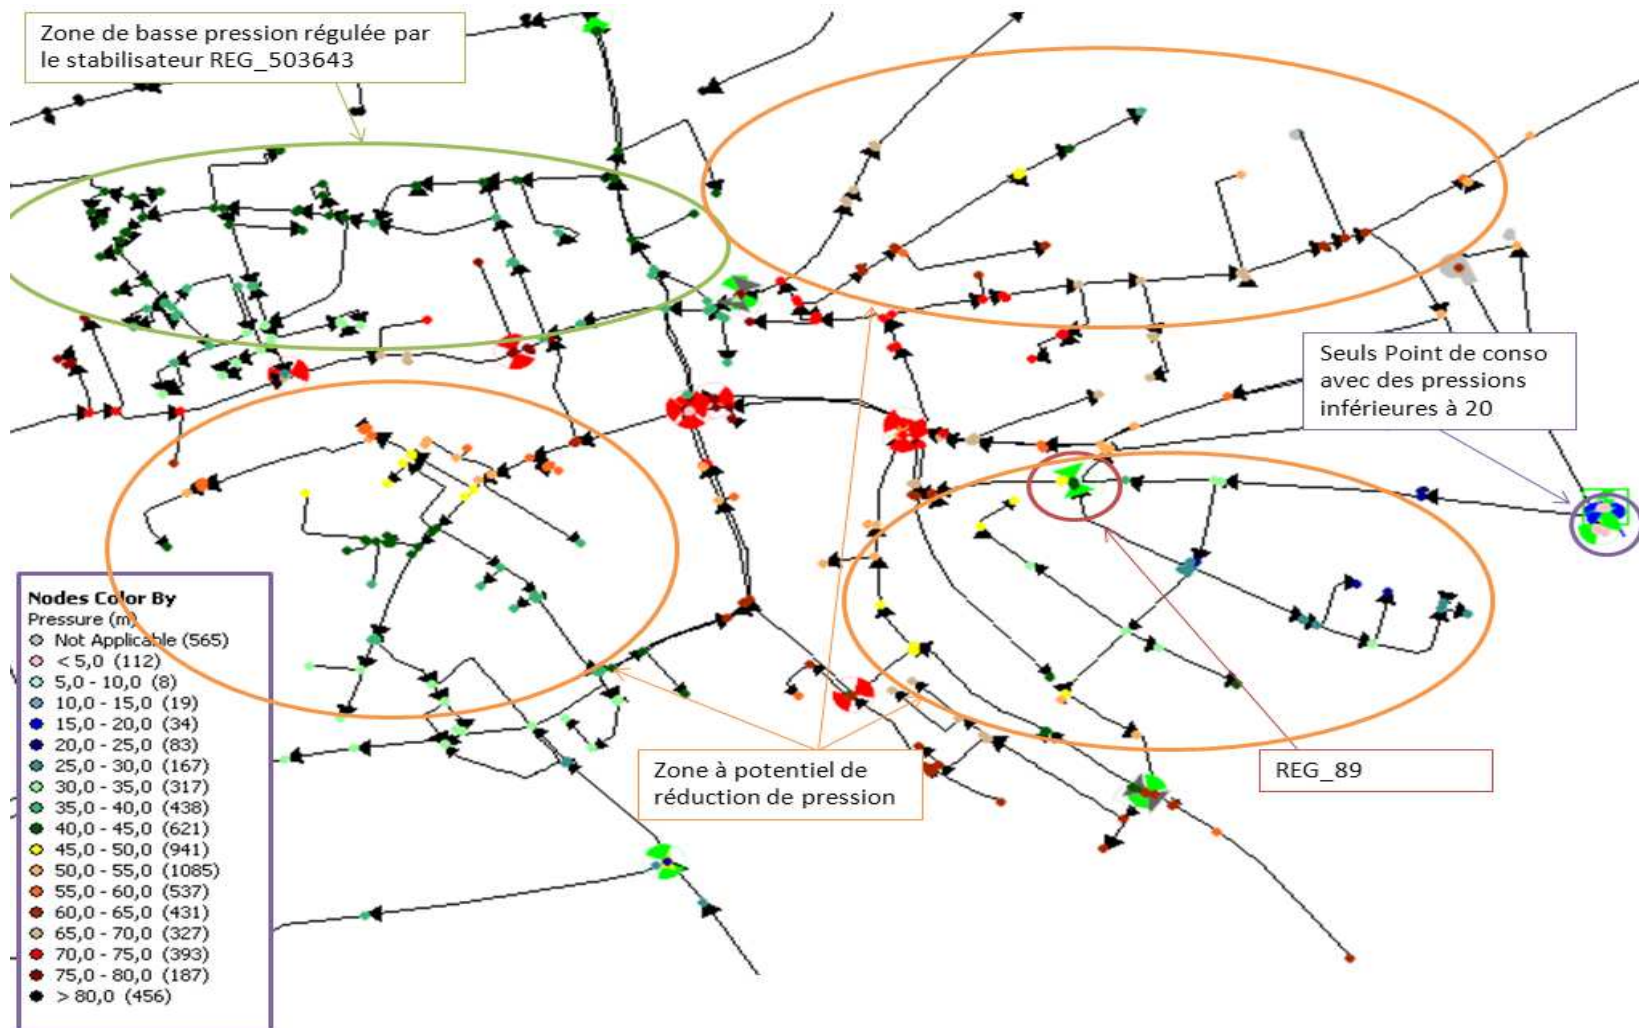 Zone de basse pression régulée par
le stabilisateur REG_503643
Seuls Point de conso
avec des pressions
inférieures à 20
Nodes Color By
Pressure (m)
Not Applicable (565)
< 5,0 (112)
5,0 - 10,0 (8)
10,0 - 15,0 (19)
15,0 - 20,0 (34)
20,0 - 25,0 (83)
25,0 - 30,0 (167)
30,0 - 35,0 (317)
35,0 - 40,0 (438)
40,0 - 45,0 (621)
45,0 - 50,0 (941)
50,0 - 55,0 (1085)
55,0 - 60,0 (537)
60,0 - 65,0 (431)
65,0 - 70,0 (327)
70,0 - 75,0 (393)
75,0 - 80,0 (187)
> 80,0 (456)
Zone à potentiel de
réduction de pression
REG_89